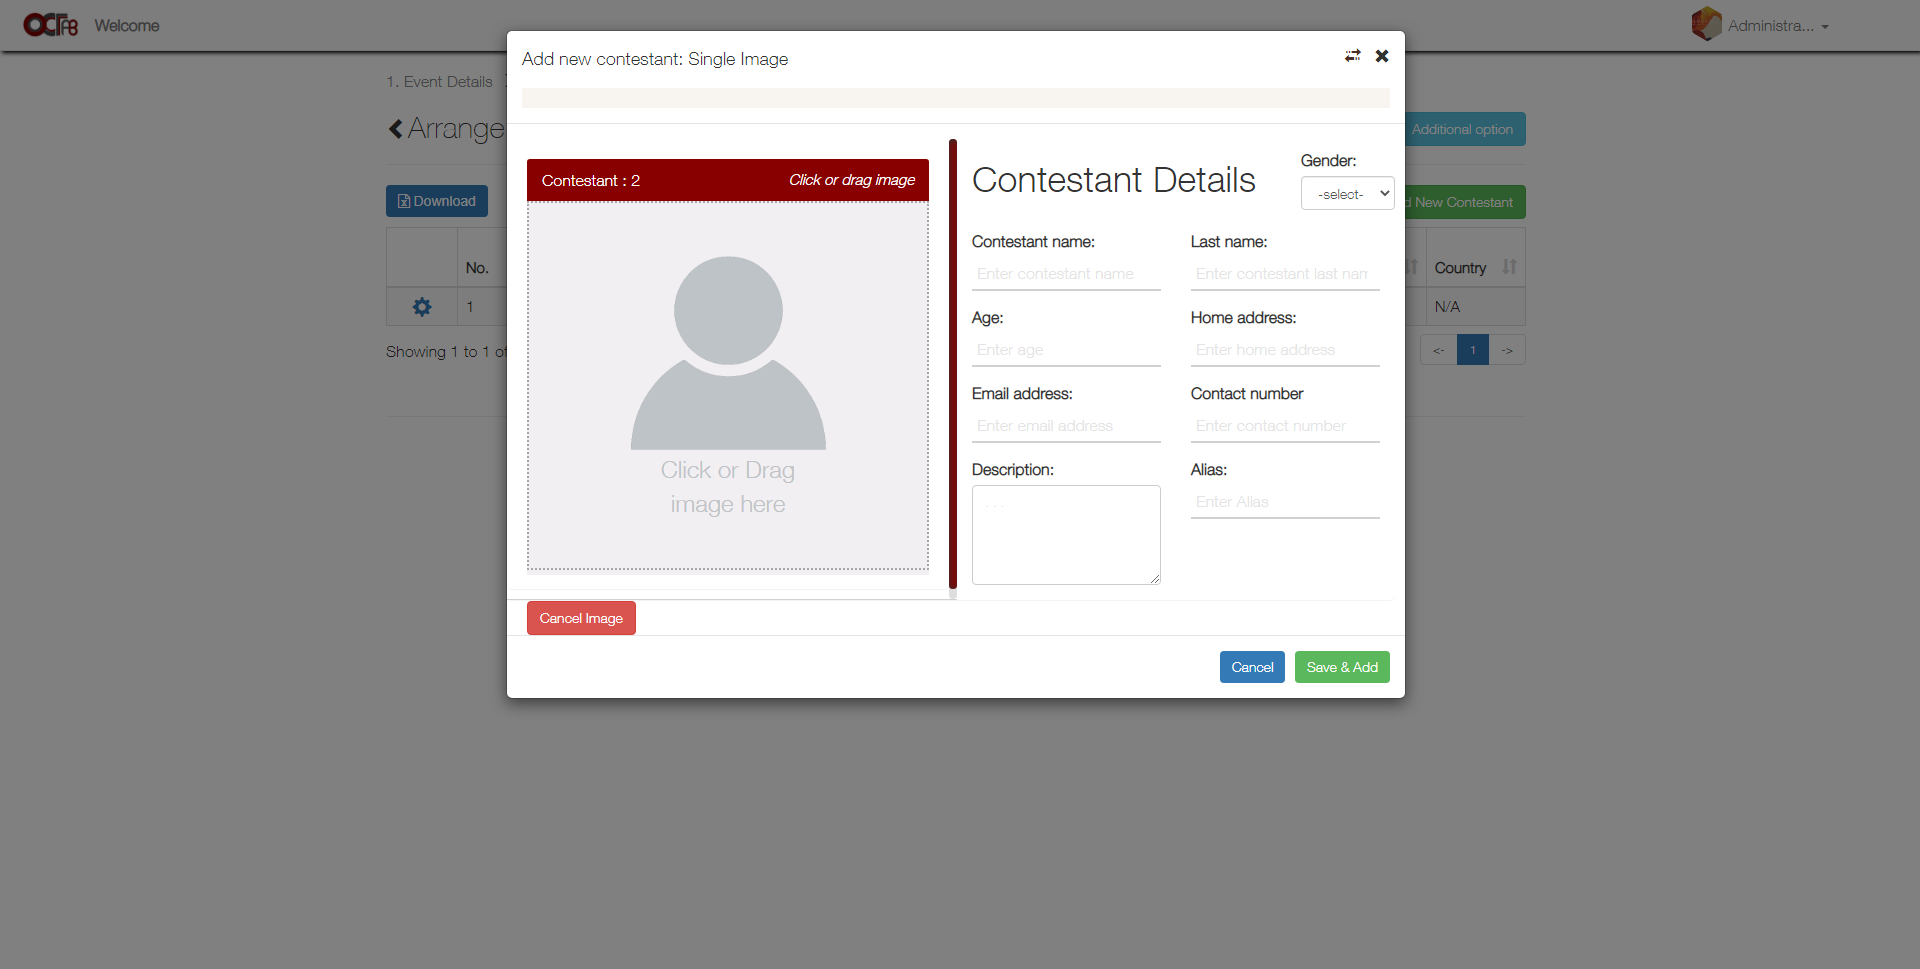 OCTAB Welcome
Administra...
Add new contestant: Single Image
1. Event Details
Arrange
Additional option
Contestant : 2
Click or drag image
Contestant Details
Gender:
-select-
Download
d New Contestant
Contestant name:
Last name:
Enter contestant name
Enter contestant last nam
No.
Country
1
N/A
Age:
Home address:
Enter age
Enter home address
Showing 1 to 1 of
<- 1 ->
Email address:
Contact number
Enter email address
Enter contact number
Click or Drag
image here
Description:
Alias:
...
Enter Alias
Cancel Image
Cancel
Save & Add